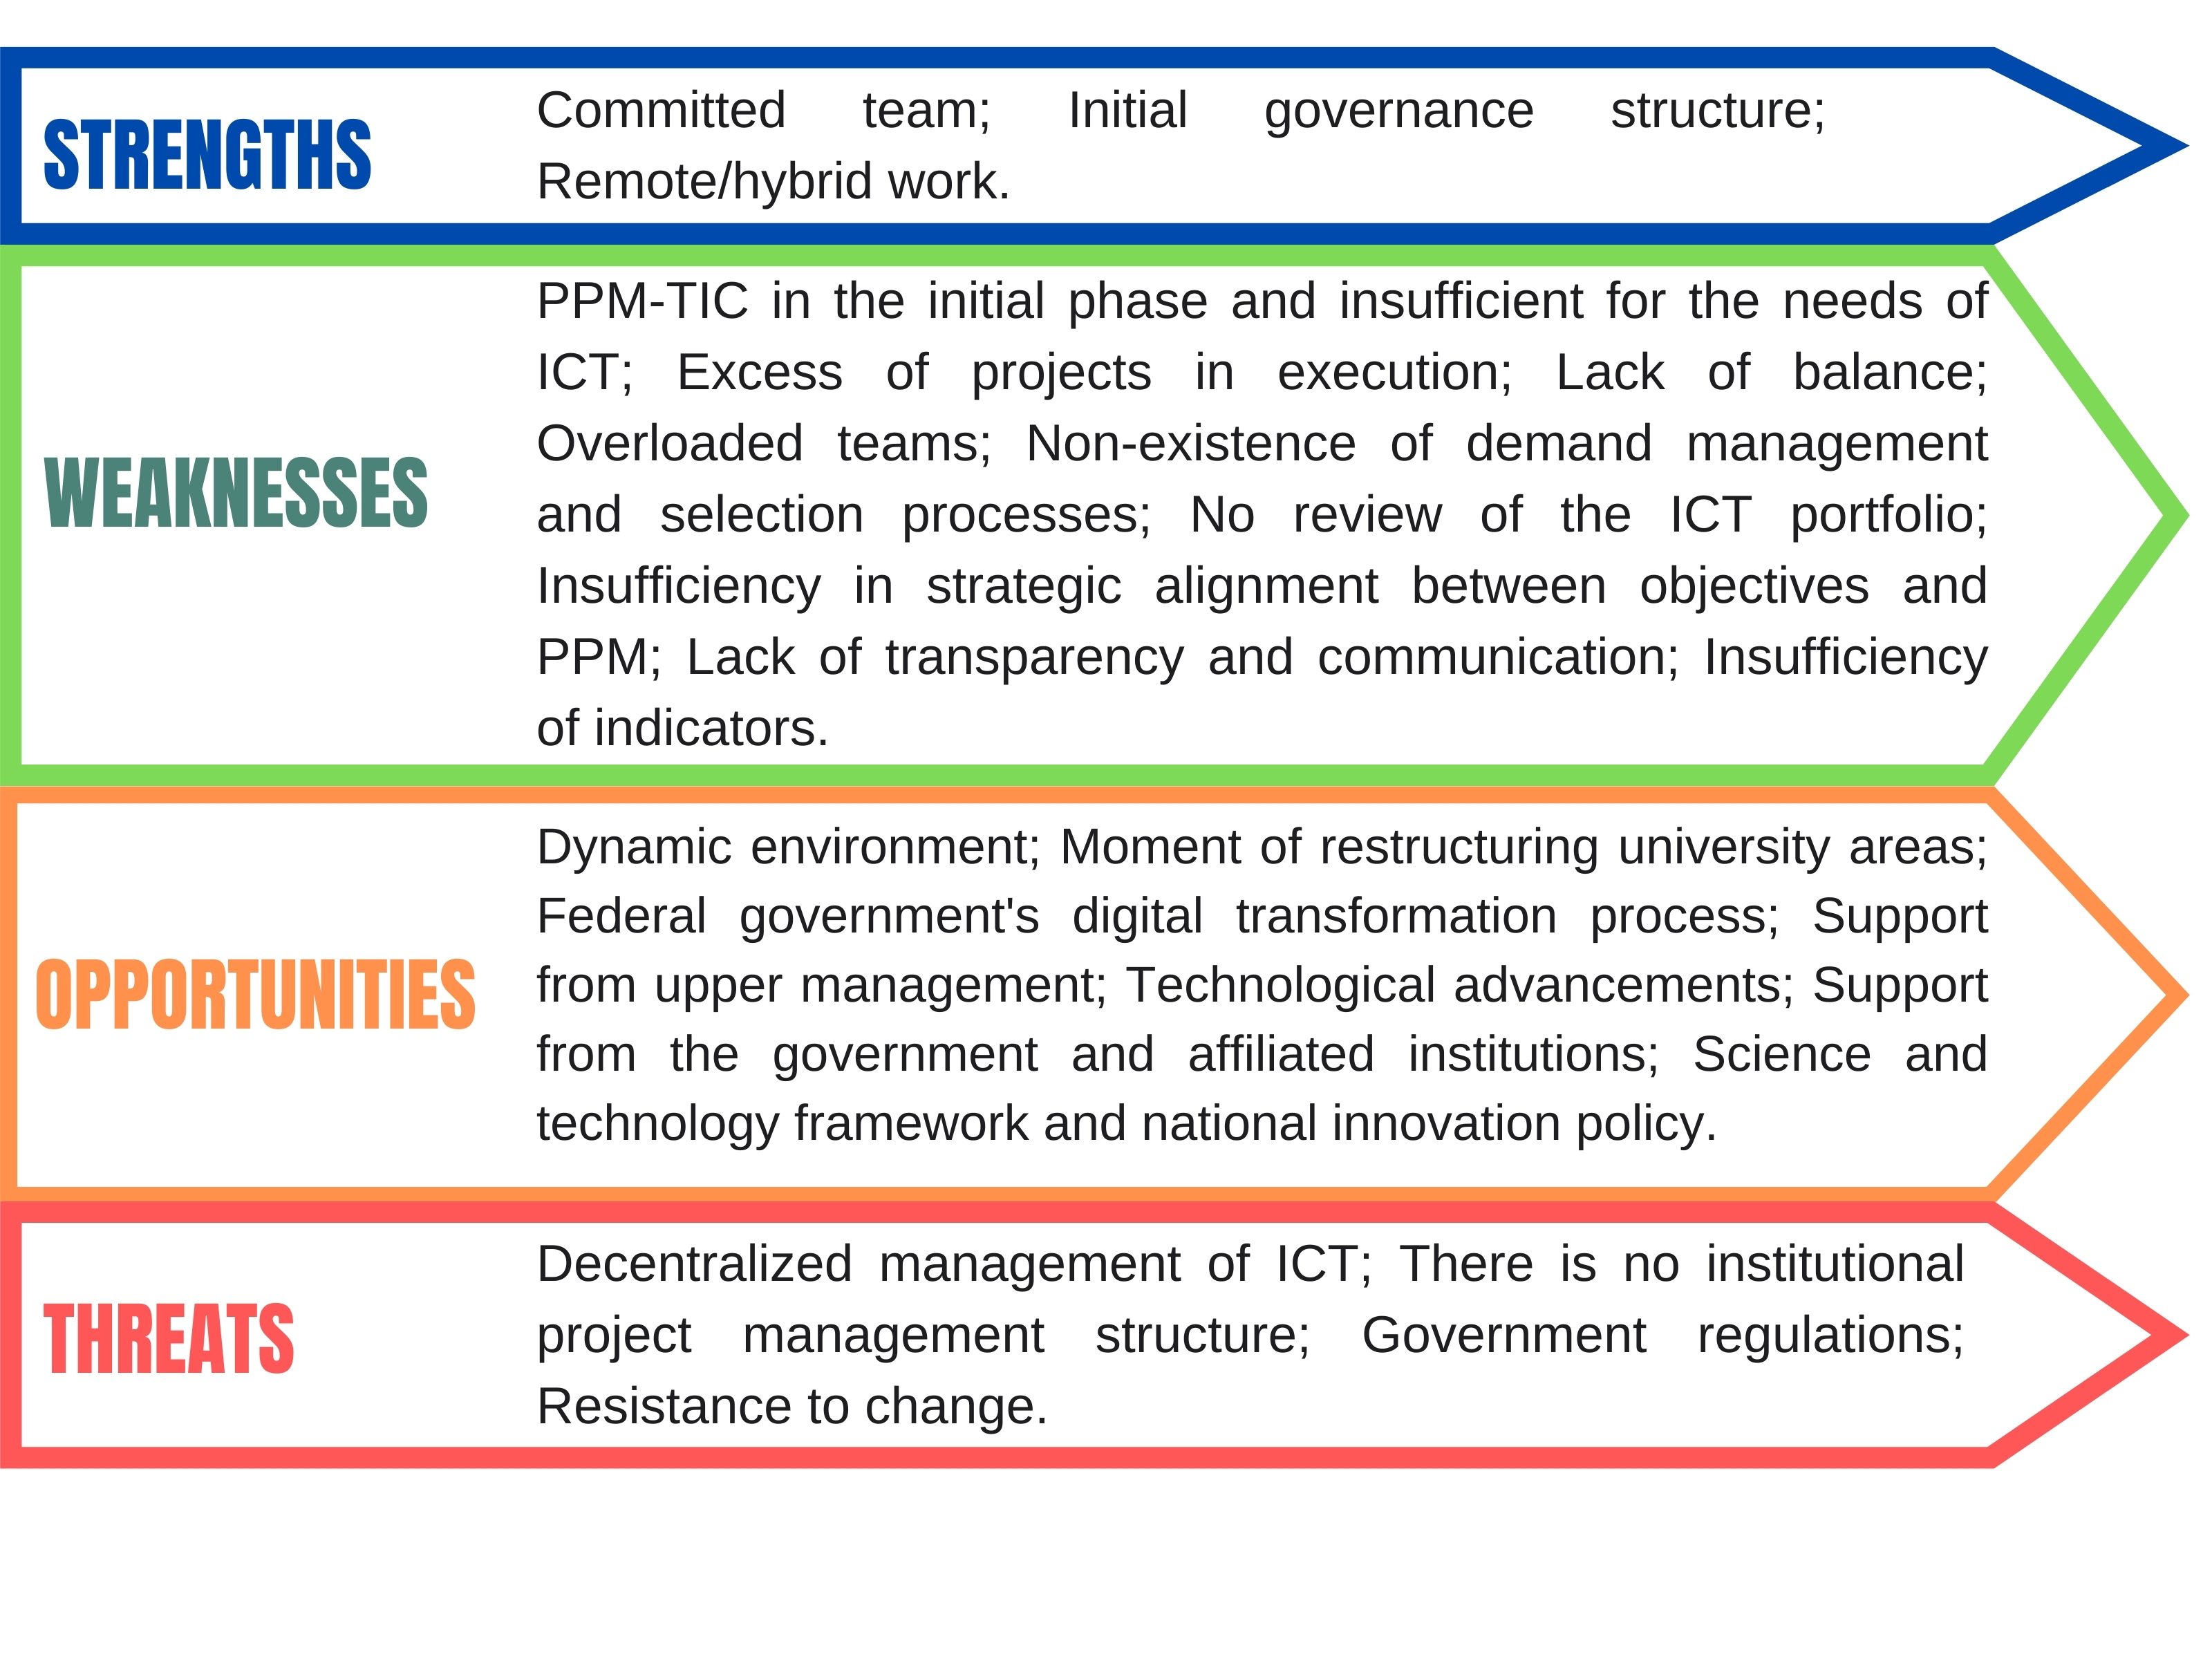 STRENGTHS
Committed team; Initial governance structure;
Remote/hybrid work.
WEAKNESSES
PPM-TIC in the initial phase and insufficient for the needs of
ICT; Excess of projects in execution; Lack of balance;
Overloaded teams; Non-existence of demand management
and selection processes; No review of the ICT portfolio;
Insufficiency in strategic alignment between objectives and
PPM; Lack of transparency and communication; Insufficiency
of indicators.
OPPORTUNITIES
Dynamic environment; Moment of restructuring university areas;
Federal government's digital transformation process; Support
from upper management; Technological advancements; Support
from the government and affiliated institutions; Science and
technology framework and national innovation policy.
THREATS
Decentralized management of ICT; There is no institutional
project management structure; Government regulations;
Resistance to change.